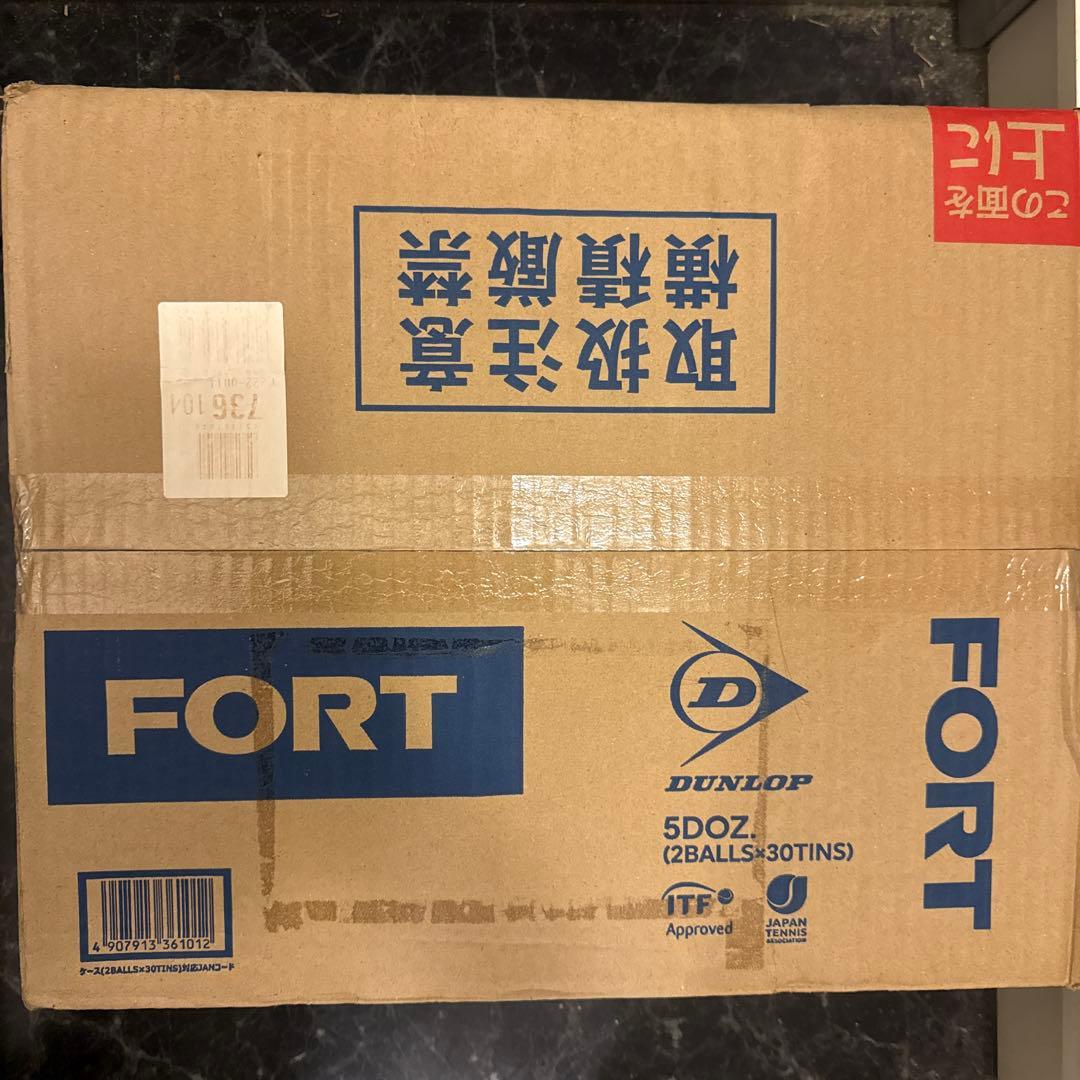 この面を
上に
取扱注意
横積厳禁
736 104
FORT
D
DUNLOP
5DOZ.
(2BALLS×30TINS)
ITF
Approved
JAPAN
TENNIS
ASSOCIATION
FORT
4 907913 361012
ケース(2BALLS×30TINS)対応JANコード